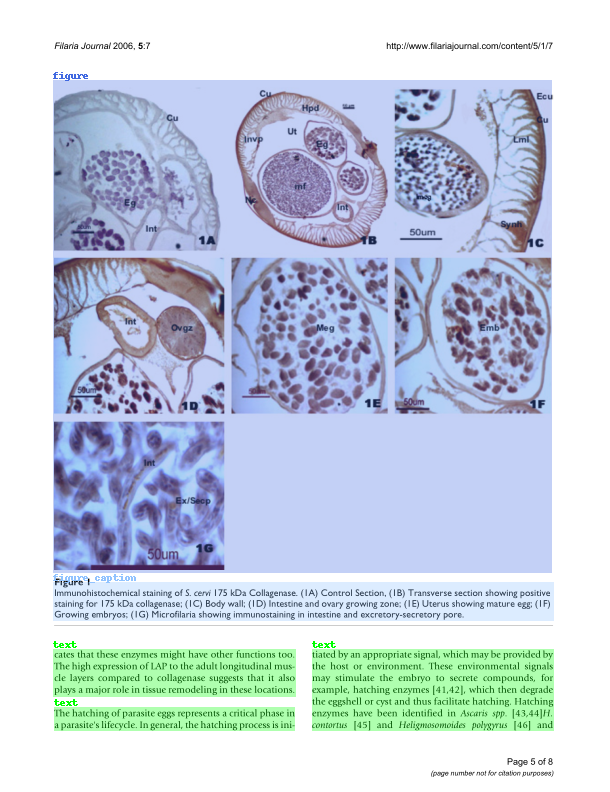 Filaria Journal 2006, 5:7
http://www.filariajournal.com/content/5/1/7
figure
Cu
Eg
Int
1A
Cu
Hpd
Ut
Invp
Eg
mf
Int
1B
Ecu
Cu
Lml
Synh
50um
1C
Int
Ovgz
50um
1D
Meg
1E
Emb
50um
1F
Int
Ex/Secp
50um
1G
figure_caption
Figure 1
Immunohistochemical staining of S. cervi 175 kDa Collagenase. (1A) Control Section, (1B) Transverse section showing positive
staining for 175 kDa collagenase; (1C) Body wall; (1D) Intestine and ovary growing zone; (1E) Uterus showing mature egg; (1F)
Growing embryos; (1G) Microfilaria showing immunostaining in intestine and excretory-secretory pore.
text
cates that these enzymes might have other functions too.
The high expression of LAP to the adult longitudinal mus-
cle layers compared to collagenase suggests that it also
plays a major role in tissue remodeling in these locations.
text
The hatching of parasite eggs represents a critical phase in
a parasite's lifecycle. In general, the hatching process is ini-
text
tiated by an appropriate signal, which may be provided by
the host or environment. These environmental signals
may stimulate the embryo to secrete compounds, for
example, hatching enzymes [41,42], which then degrade
the eggshell or cyst and thus facilitate hatching. Hatching
enzymes have been identified in Ascaris spp. [43,44]H.
contortus [45] and Heligmosomoides polygyrus [46] and
Page 5 of 8
(page number not for citation purposes)